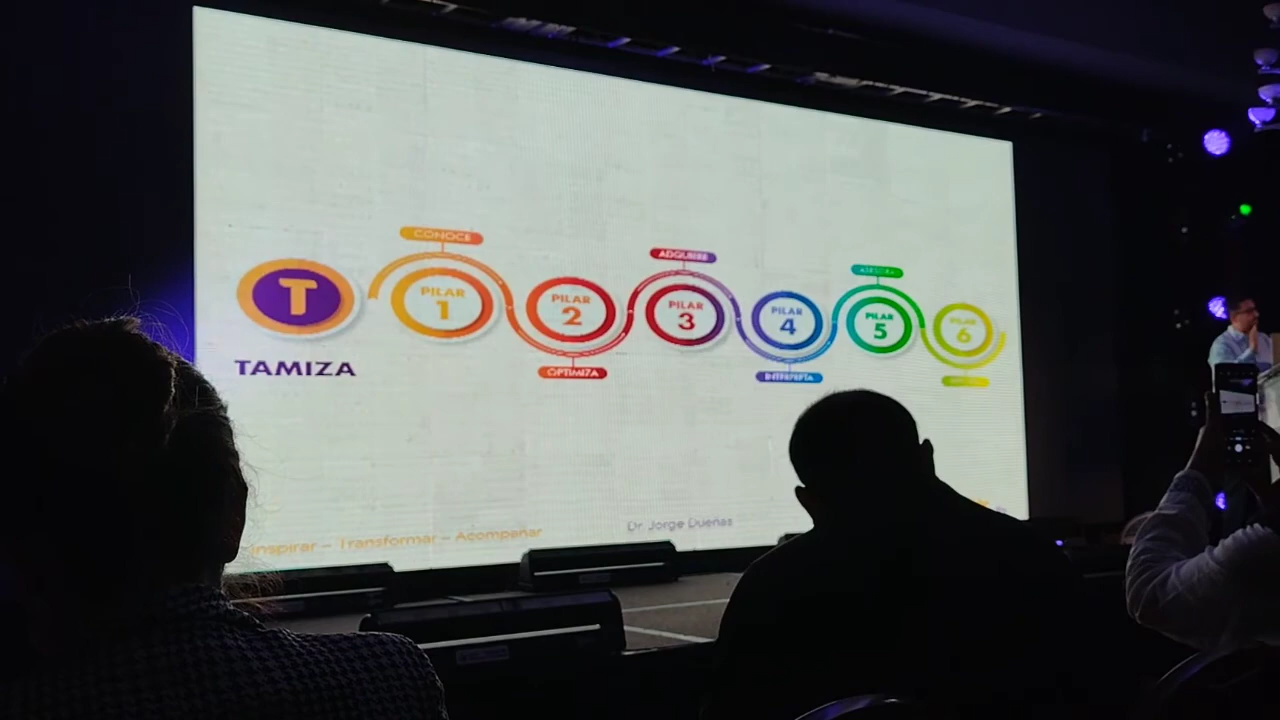 T
TAMIZA
CONOCE
PILAR
1
PILAR
2
OPTIMIZA
ADQUIERE
PILAR
3
PILAR
4
INTERPRETA
ASESORA
PILAR
5
PILAR
6
Inspirar – Transformar – Acompañar
Dr. Jorge Dueñas